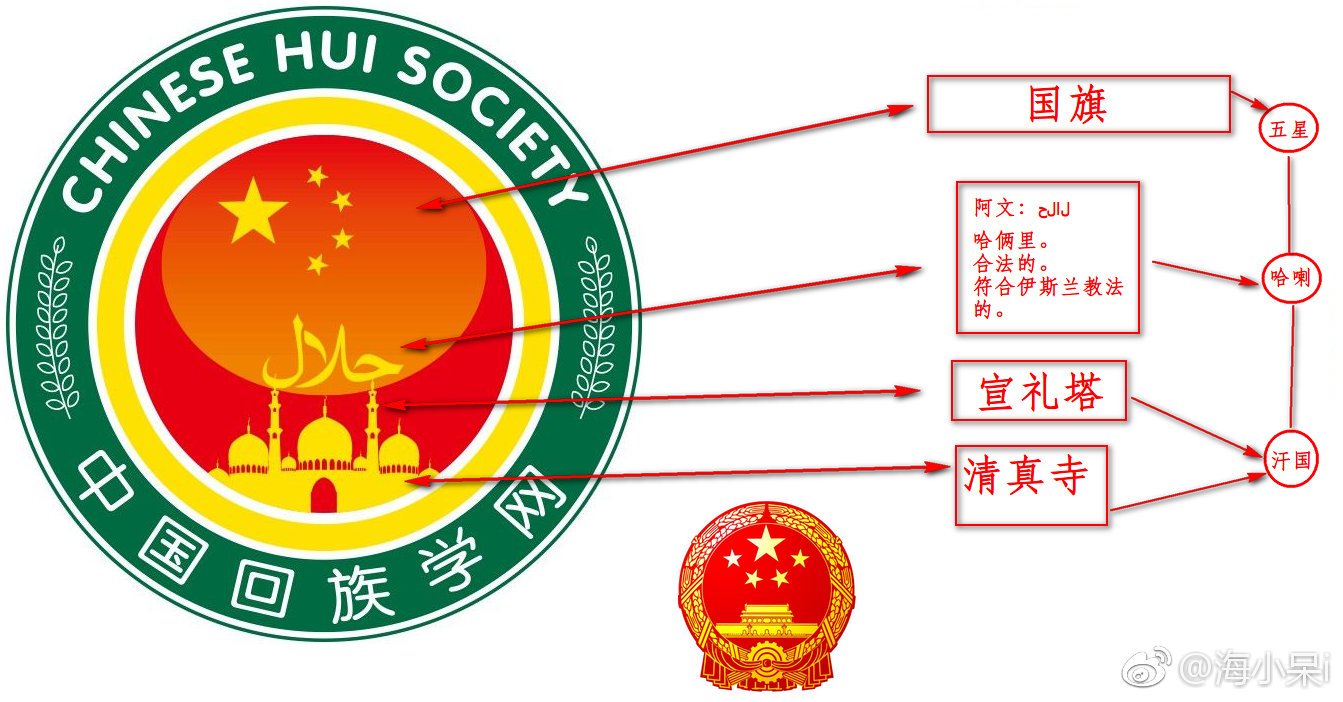 CHINESE HUI SOCIETY
حلال
中国回族学网
国旗
五星
阿文：ح‌ل‌ا‌ل
哈俩里。
合法的。
符合伊斯兰教法
的。
哈喇
宣礼塔
清真寺
汗国
@海小呆i